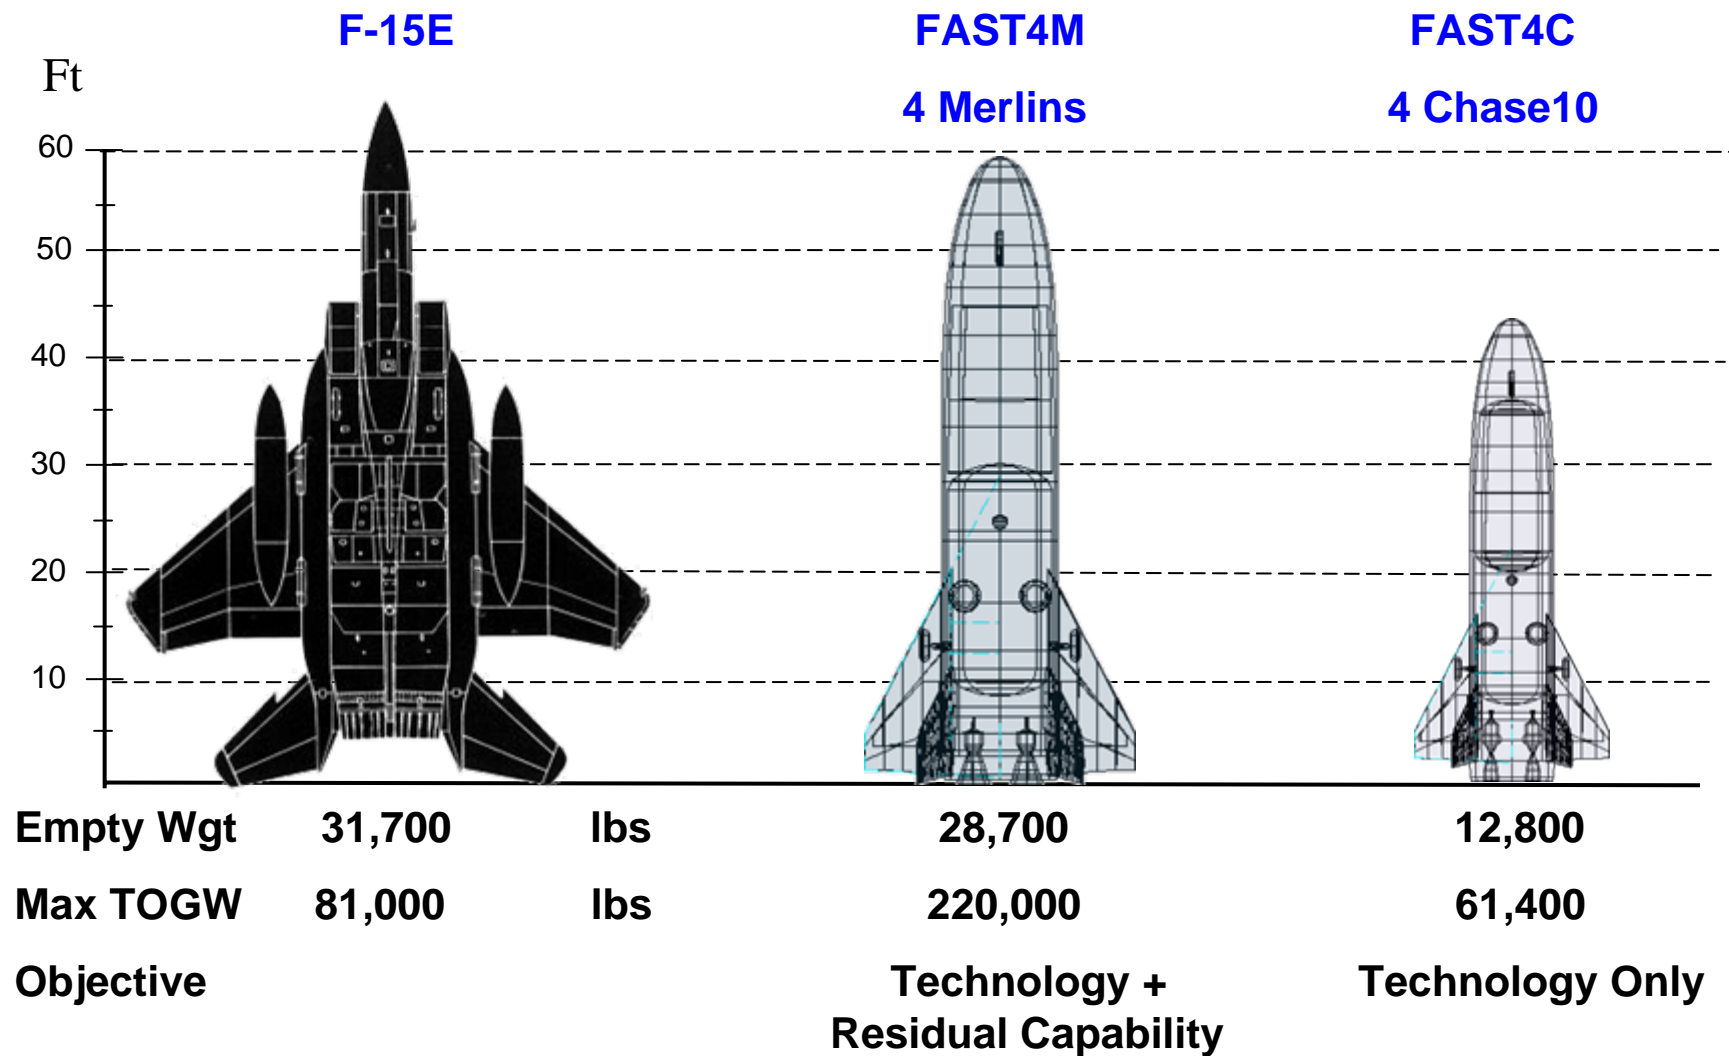 F-15E FAST4M FAST4C
Ft
4 Merlins 4 Chase10
60
50
40
30
20
10
Empty Wgt 31,700 lbs 28,700 12,800
Max TOGW 81,000 lbs 220,000 61,400
Objective Technology + Technology Only
Residual Capability